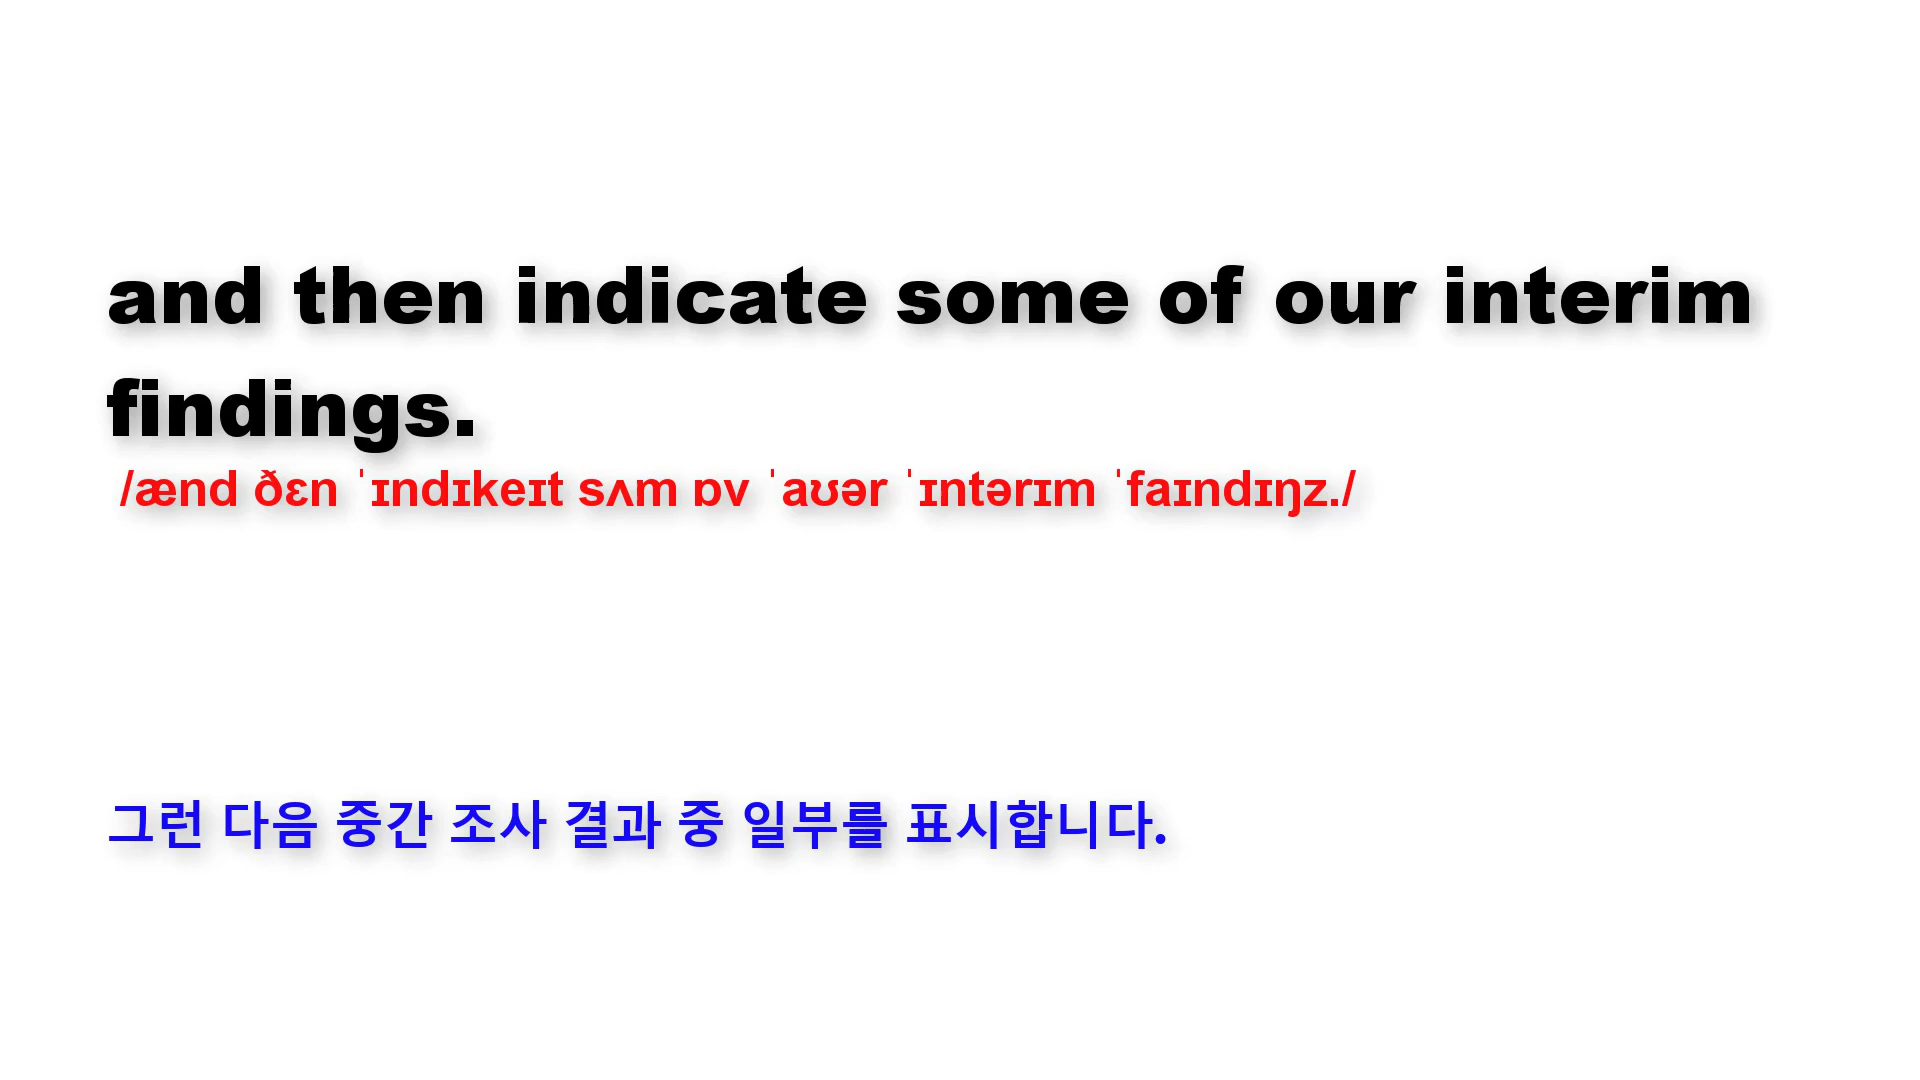 and then indicate some of our interim
findings.
/ænd ðɛn ˈɪndɪkeɪt sʌm ɒv ˈaʊər ˈɪntərɪm ˈfaɪndɪŋz./
그런 다음 중간 조사 결과 중 일부를 표시합니다.